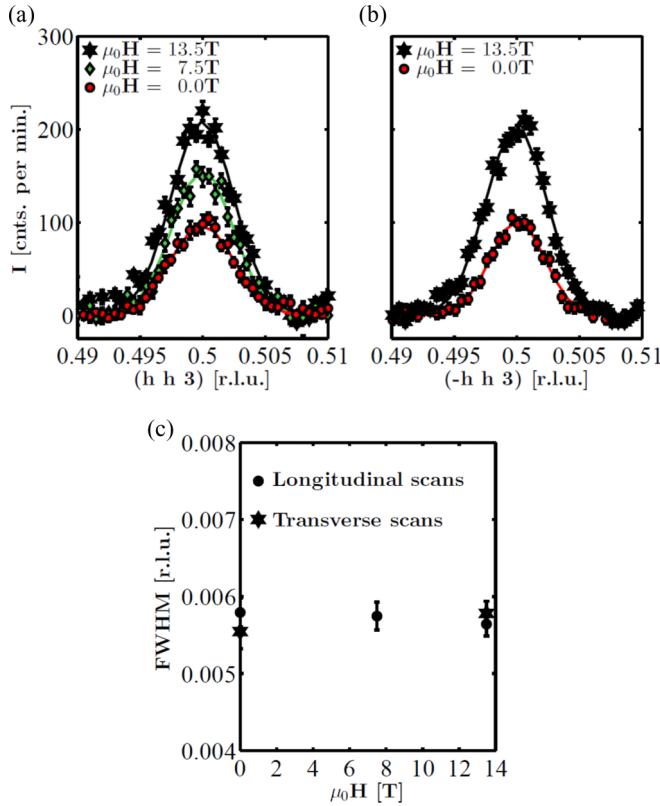 (a)
(b)
300
200
100
0
I [cnts. per min.]
μ₀H = 13.5T
μ₀H = 7.5T
μ₀H = 0.0T
0.49 0.495 0.5 0.505 0.51
(h h 3) [r.l.u.]
μ₀H = 13.5T
μ₀H = 0.0T
0.49 0.495 0.5 0.505 0.51
(-h h 3) [r.l.u.]
(c)
0.008
0.007
0.006
0.005
0.004
FWHM [r.l.u.]
Longitudinal scans
Transverse scans
0 2 4 6 8 10 12 14
μ₀H [T]